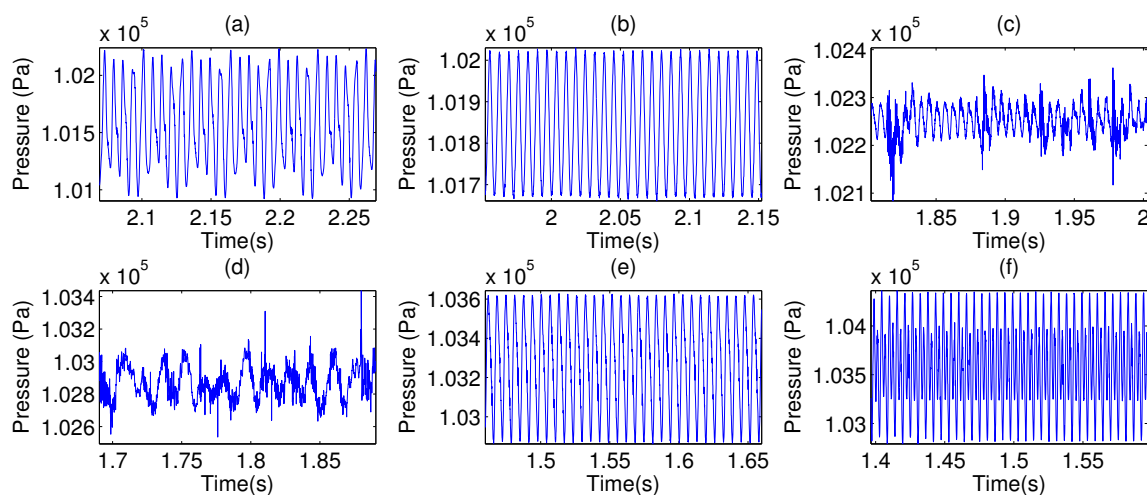 (a)
x 10^5
1.02
1.015
1.01
Pressure (Pa)
2.1 2.15 2.2 2.25
Time(s)
(b)
x 10^5
1.02
1.019
1.018
1.017
Pressure (Pa)
2 2.05 2.1 2.15
Time(s)
(c)
x 10^5
1.024
1.023
1.022
1.021
Pressure (Pa)
1.85 1.9 1.95 2
Time(s)
(d)
x 10^5
1.034
1.032
1.03
1.028
1.026
Pressure (Pa)
1.7 1.75 1.8 1.85
Time(s)
(e)
x 10^5
1.036
1.034
1.032
1.03
Pressure (Pa)
1.5 1.55 1.6 1.65
Time(s)
(f)
x 10^5
1.04
1.035
1.03
Pressure (Pa)
1.4 1.45 1.5 1.55
Time(s)